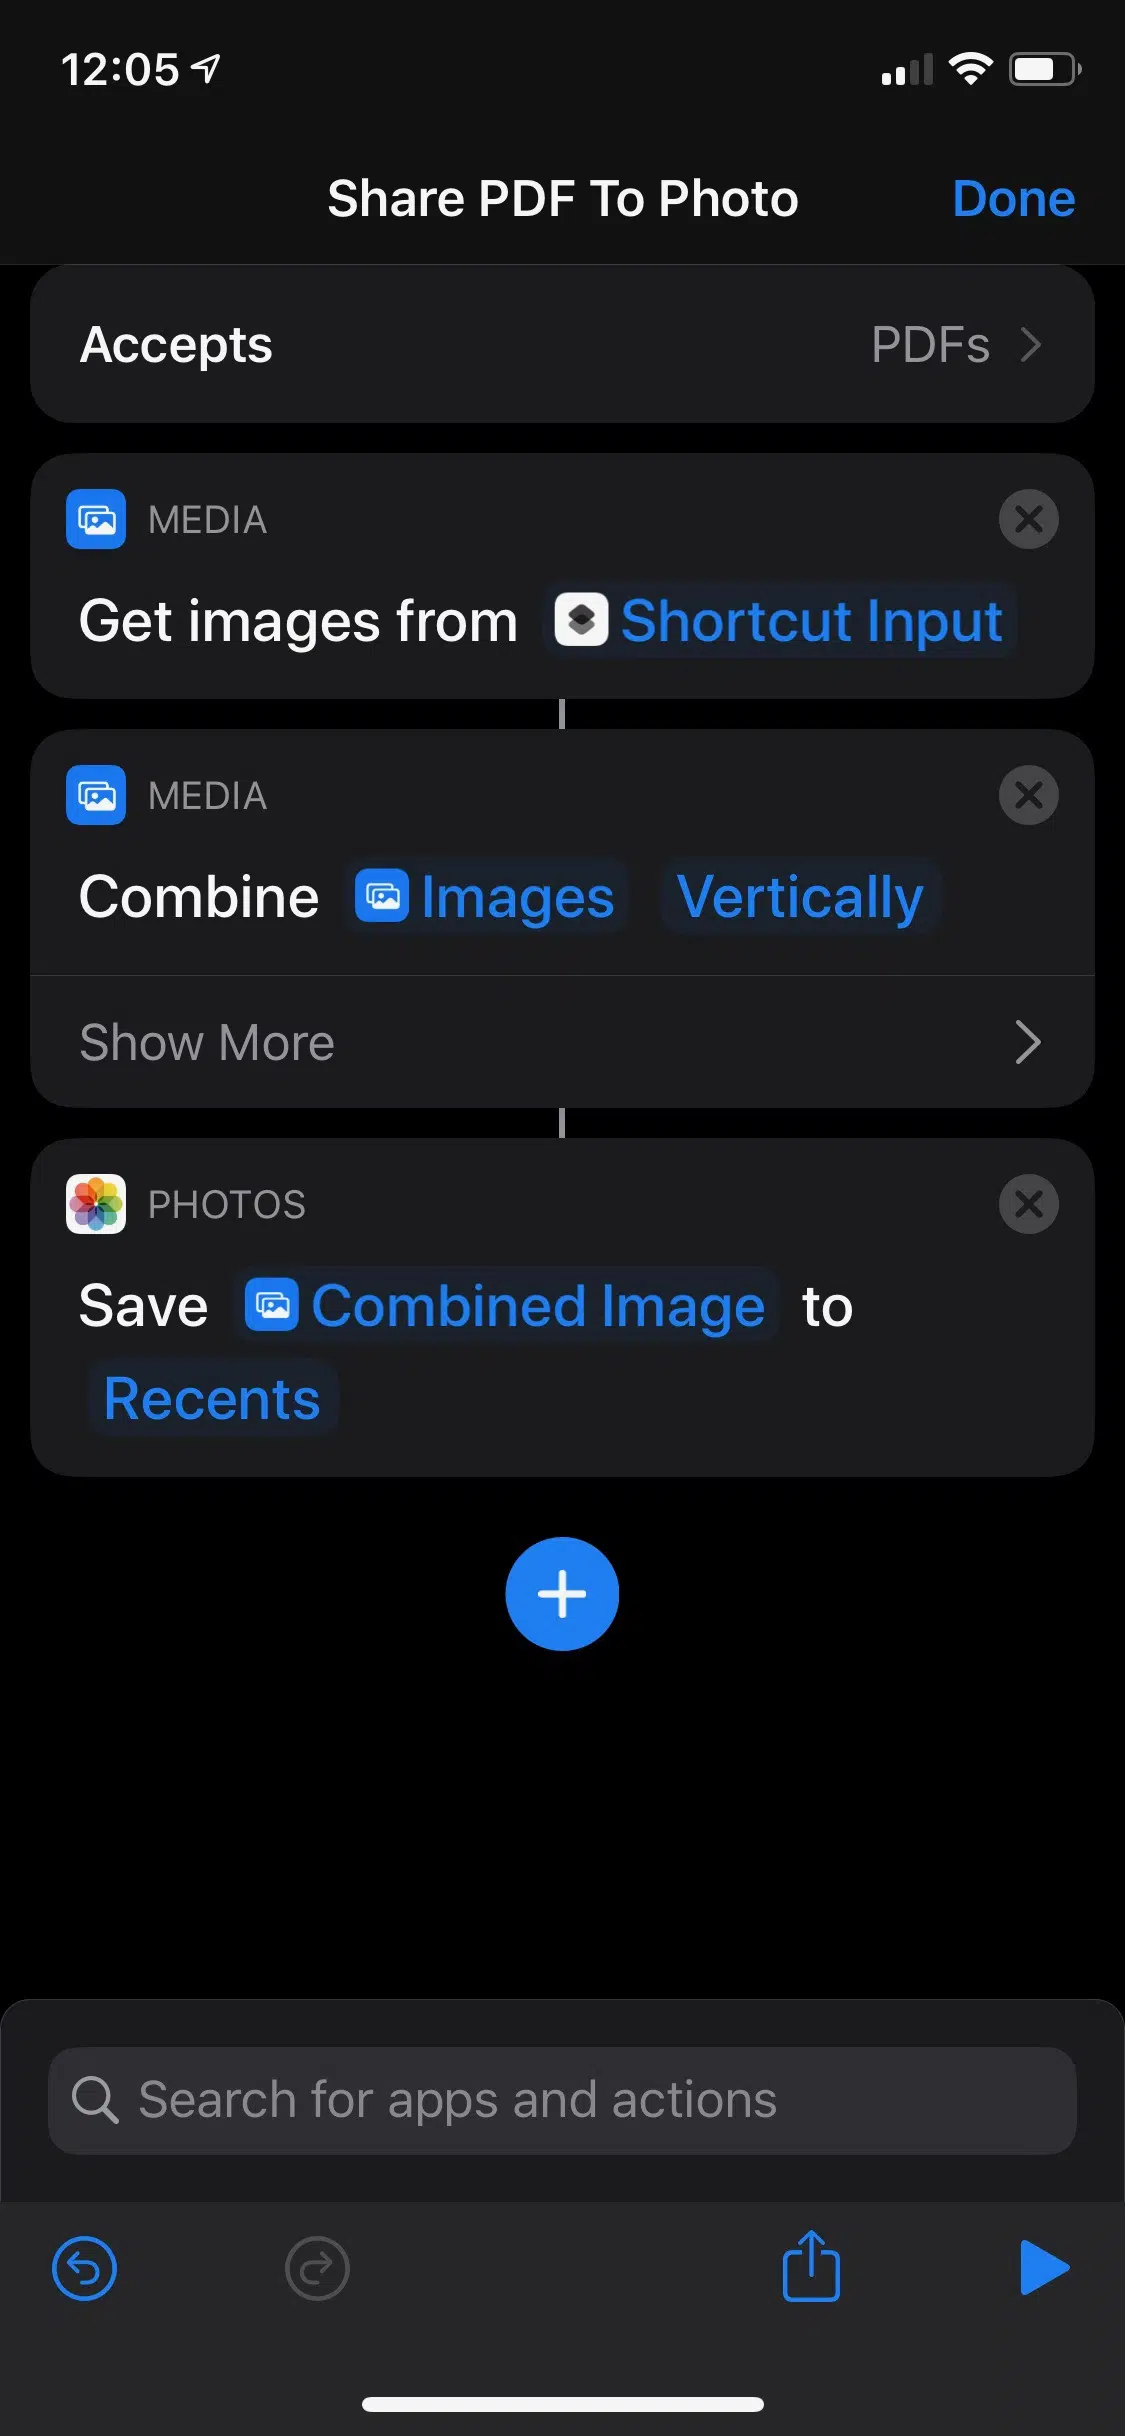 12:05
Share PDF To Photo Done
Accepts PDFs
MEDIA
Get images from Shortcut Input
MEDIA
Combine Images Vertically
Show More
PHOTOS
Save Combined Image to
Recents
Search for apps and actions